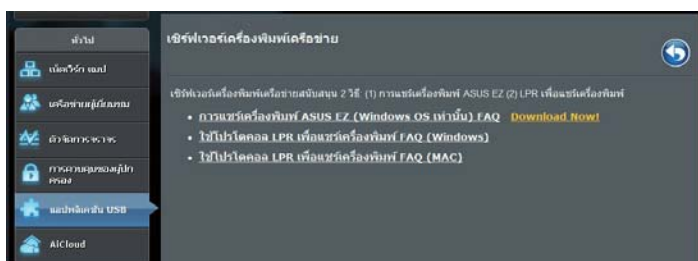 ทั่วไป
เน็ตเวิร์ก แมป
เครือข่ายผู้เยี่ยมชม
ตัวจัดการจราจร
การควบคุมของผู้ปก
ครอง
แอปพลิเคชัน USB
AiCloud
เซิร์ฟเวอร์เครื่องพิมพ์เครือข่าย
เซิร์ฟเวอร์เครื่องพิมพ์เครือข่ายสนับสนุน 2 วิธี: (1) การแชร์เครื่องพิมพ์ ASUS EZ (2) LPR เพื่อแชร์เครื่องพิมพ์
• การแชร์เครื่องพิมพ์ ASUS EZ (Windows OS เท่านั้น) FAQ Download Now!
• ใช้โปรโตคอล LPR เพื่อแชร์เครื่องพิมพ์ FAQ (Windows)
• ใช้โปรโตคอล LPR เพื่อแชร์เครื่องพิมพ์ FAQ (MAC)